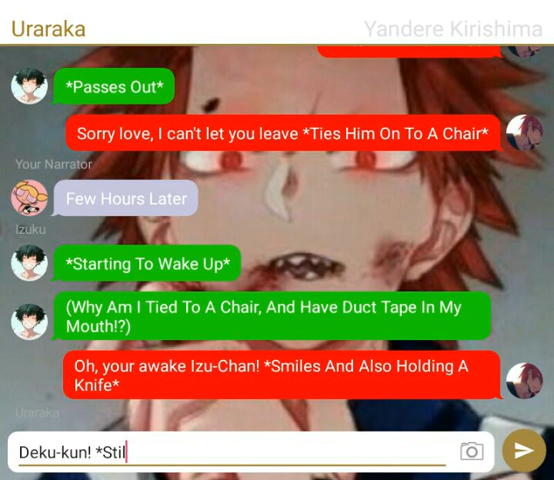 Uraraka
Yandere Kirishima
*Passes Out*
Sorry love, I can't let you leave *Ties Him On To A Chair*
Your Narrator
Few Hours Later
Izuku
*Starting To Wake Up*
(Why Am I Tied To A Chair, And Have Duct Tape In My
Mouth!?)
Oh, your awake Izu-Chan! *Smiles And Also Holding A
Knife*
Uraraka
Deku-kun! *Stil